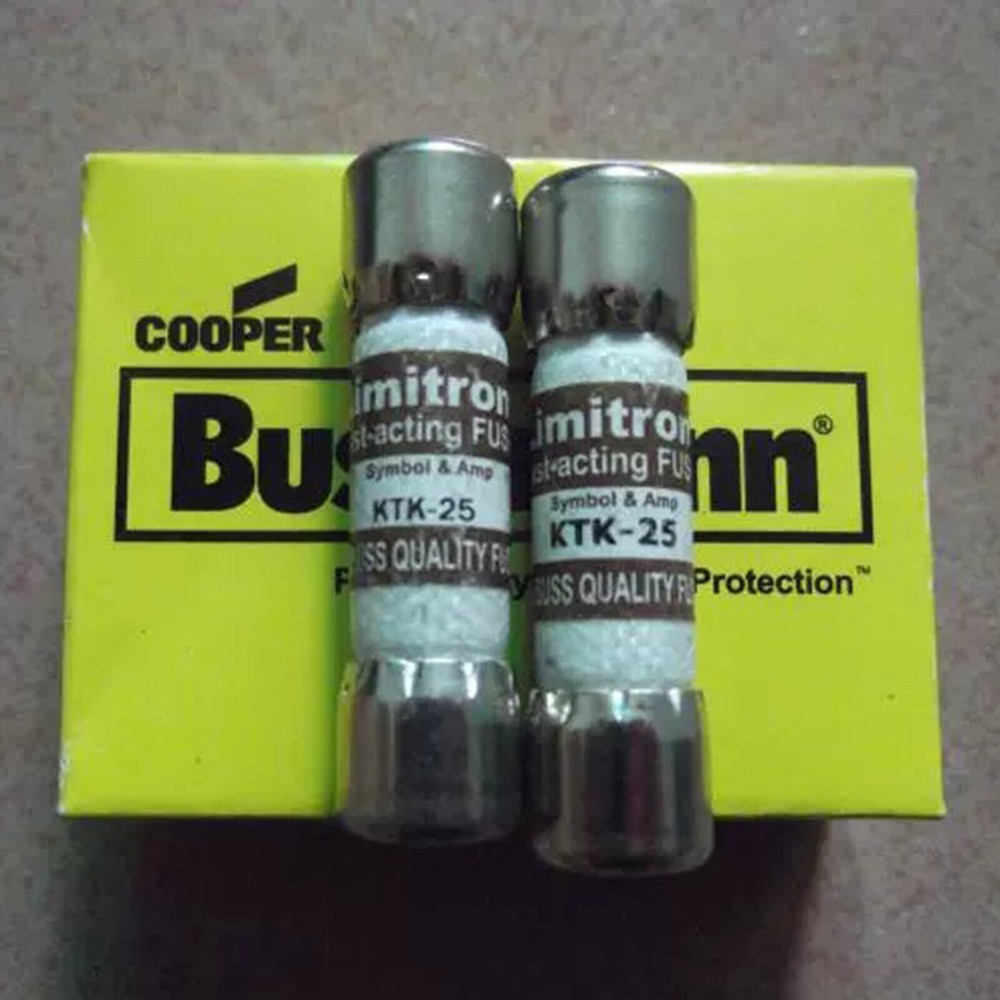 COOPER
Bus nn®
Protection™
imitron
st-acting FUS
Symbol & Amp
KTK-25
USS QUALITY FU
imitron
st-acting FUS
Symbol & Amp
KTK-25
BUSS QUALITY FU